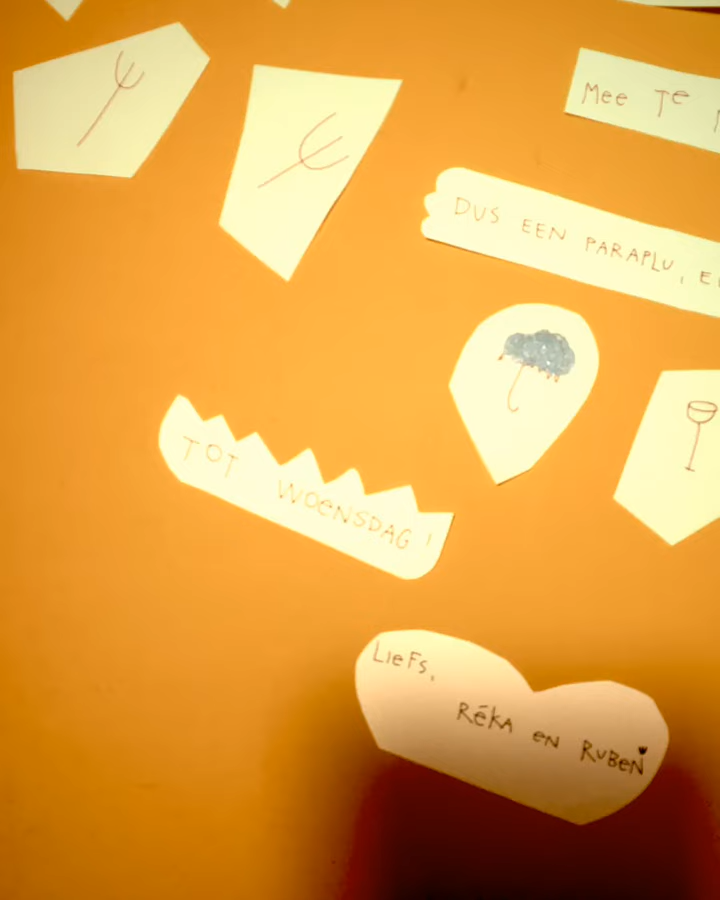 Mee Te
DUS EEN PARAPLU,
TOT WOENSDAG!
LIEFS,
RÉKA EN RUBEN